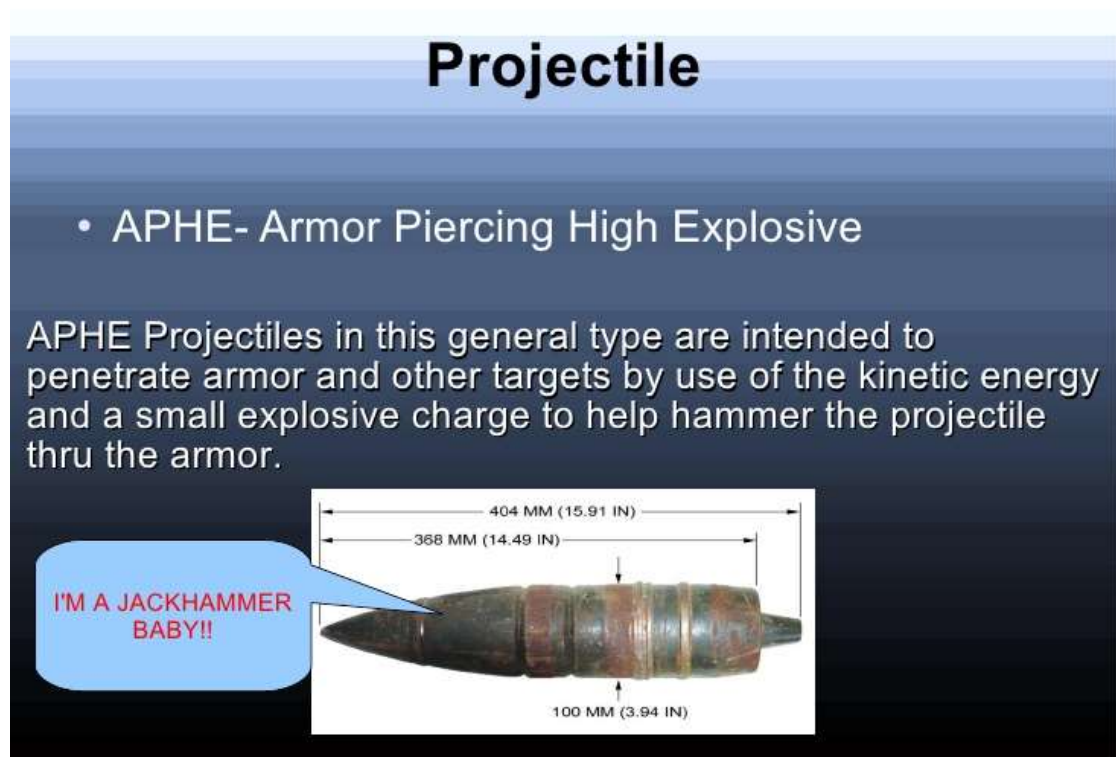 Projectile
• APHE- Armor Piercing High Explosive
APHE Projectiles in this general type are intended to
penetrate armor and other targets by use of the kinetic energy
and a small explosive charge to help hammer the projectile
thru the armor.
404 MM (15.91 IN)
368 MM (14.49 IN)
I'M A JACKHAMMER
BABY!!
100 MM (3.94 IN)